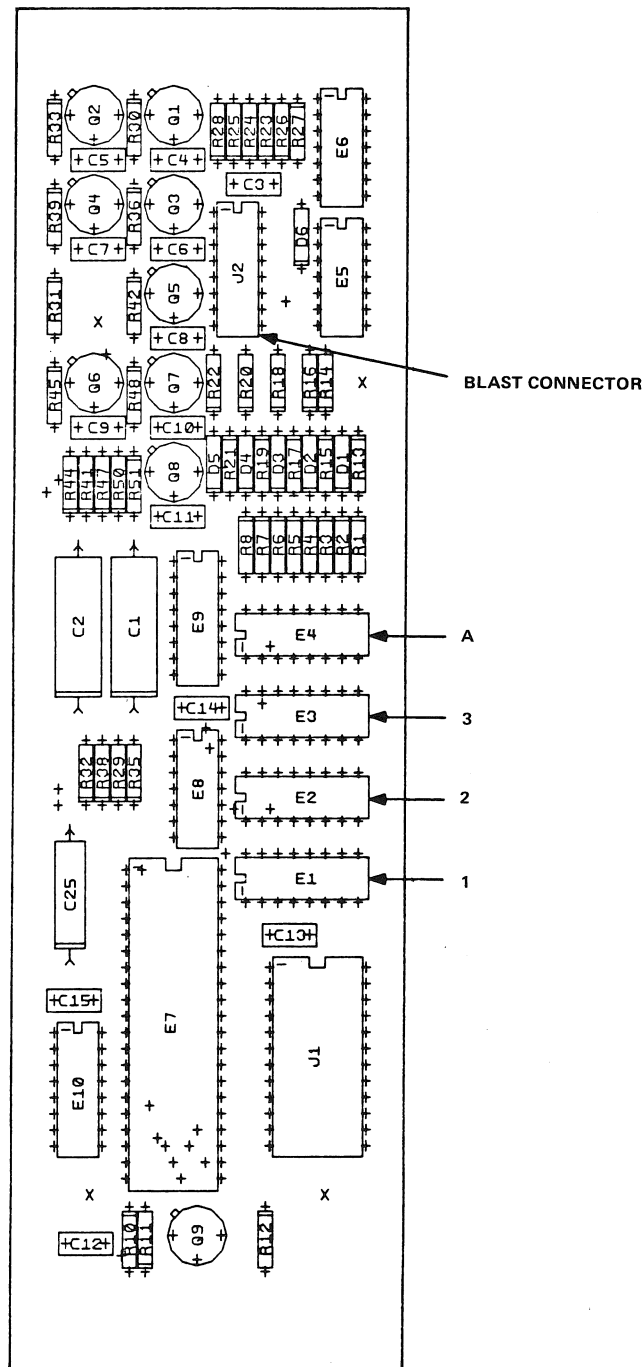 R33 Q2 R30 Q1 R28 R25 R24 R23 R26 R27 E6
C5 C4
C3
R39 Q4 R36 Q3 J2 D6 E5
C7 C6
R31 X R42 Q5
C8
BLAST CONNECTOR
R45 Q6 R48 Q7 R22 R20 R18 R16 R14 X
C9 C10
R44 R41 R47 R50 R51 Q8 D5 R21 D4 R19 D3 R17 D2 R15 D1 R13
C11
R8 R7 R6 R5 R4 R3 R2 R1
C2 C1 E9 E4 A
C14 E3 3
R32 R38 R29 R35 E8 E2 2
C25 E1 1
C13
C15
E10 E7 J1
X X
C12 R10 R11 Q9 R12